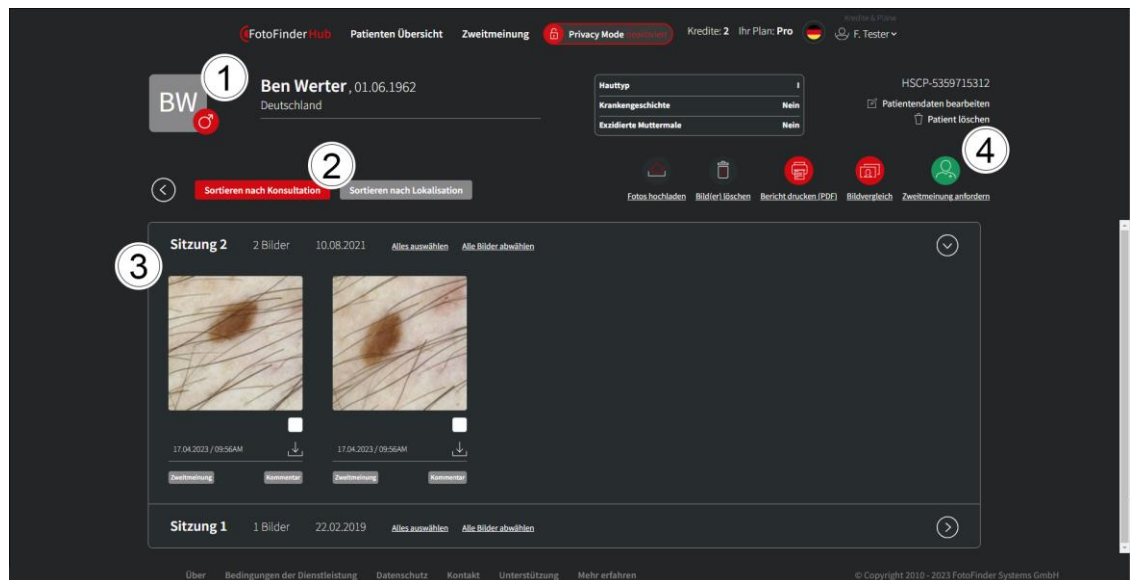 Kredite & Pläne
FotoFinder Hub Patienten Übersicht Zweitmeinung Privacy Mode Kredite: 2 Ihr Plan: Pro F. Tester
1
BW
Ben Werter, 01.06.1962
Deutschland
Hauttyp I
Krankengeschichte Nein
Exzidierte Muttermale Nein
HSCP-5359715312
Patientendaten bearbeiten
Patient löschen
2
4
Sortieren nach Konsultation Sortieren nach Lokalisation
Fotos hochladen Bild(er) löschen Bericht drucken (PDF) Bildvergleich Zweitmeinung anfordern
3
Sitzung 2 2 Bilder 10.08.2021 Alles auswählen Alle Bilder abwählen
17.04.2023 / 09:56AM 17.04.2023 / 09:56AM
Zweitmeinung Kommentar Zweitmeinung Kommentar
Sitzung 1 1 Bilder 22.02.2019 Alles auswählen Alle Bilder abwählen
Über Bedingungen der Dienstleistung Datenschutz Kontakt Unterstützung Mehr erfahren © Copyright 2010 - 2023 FotoFinder Systems GmbH